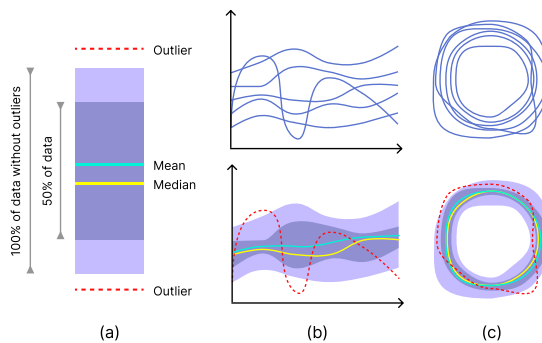 Outlier
100% of data without outliers
50% of data
Mean
Median
Outlier
(a)
(b)
(c)